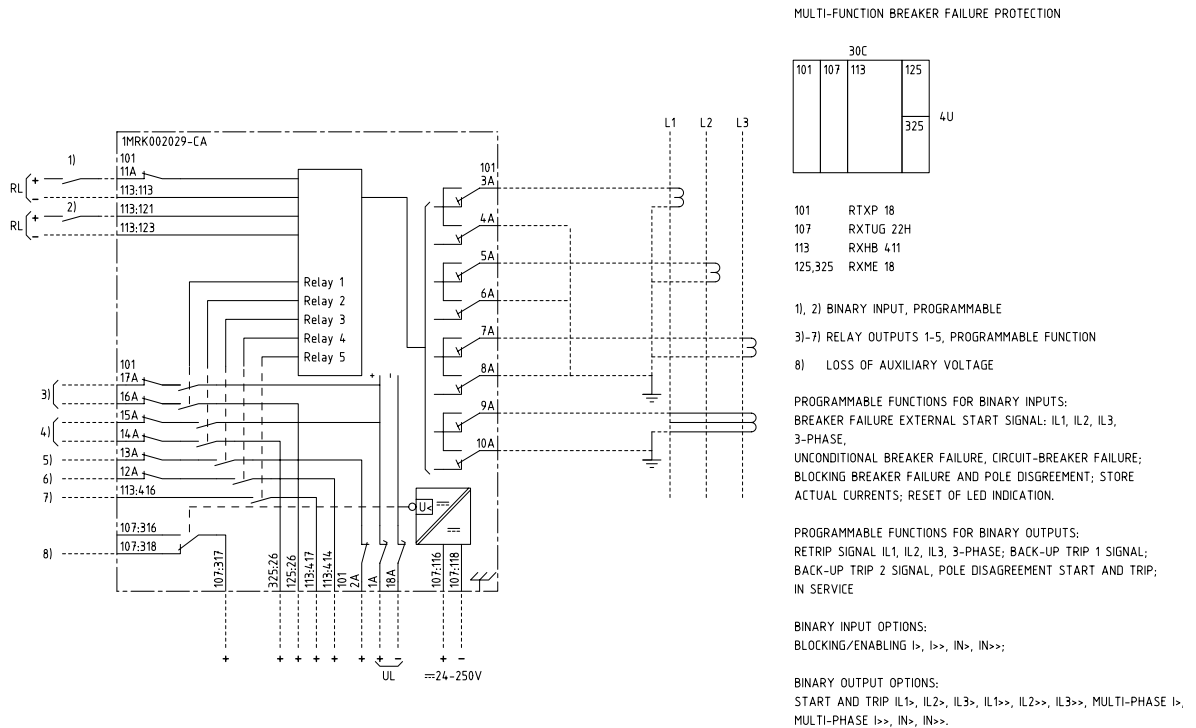 MULTI-FUNCTION BREAKER FAILURE PROTECTION
30C
101 107 113 125
325
4U
101 RTXP 18
107 RXTUG 22H
113 RXHB 411
125,325 RXME 18
1), 2) BINARY INPUT, PROGRAMMABLE
3)-7) RELAY OUTPUTS 1-5, PROGRAMMABLE FUNCTION
8) LOSS OF AUXILIARY VOLTAGE
PROGRAMMABLE FUNCTIONS FOR BINARY INPUTS:
BREAKER FAILURE EXTERNAL START SIGNAL: IL1, IL2, IL3,
3-PHASE,
UNCONDITIONAL BREAKER FAILURE, CIRCUIT-BREAKER FAILURE;
BLOCKING BREAKER FAILURE AND POLE DISGREEMENT; STORE
ACTUAL CURRENTS; RESET OF LED INDICATION.
PROGRAMMABLE FUNCTIONS FOR BINARY OUTPUTS:
RETRIP SIGNAL IL1, IL2, IL3, 3-PHASE; BACK-UP TRIP 1 SIGNAL;
BACK-UP TRIP 2 SIGNAL, POLE DISAGREEMENT START AND TRIP;
IN SERVICE
BINARY INPUT OPTIONS:
BLOCKING/ENABLING I>, I>>, IN>, IN>>;
BINARY OUTPUT OPTIONS:
START AND TRIP IL1>, IL2>, IL3>, IL1>>, IL2>>, IL3>>, MULTI-PHASE I>,
MULTI-PHASE I>>, IN>, IN>>.
1MRK002029-CA
L1 L2 L3
1)
101
11A
RL + -
113:113
2)
113:121
RL + -
113:123
Relay 1
Relay 2
Relay 3
Relay 4
Relay 5
+ -
101
3A
4A
5A
6A
7A
8A
9A
10A
101
17A
3)
16A
15A
4)
14A
5) 13A
6) 12A
7) 113:416
107:316
8) 107:318
U<
107:317
325:26
125:26
113:417
113:414
101
2A
1A
18A
107:116
107:118
+ + + + + + + - + -
UL
24-250V